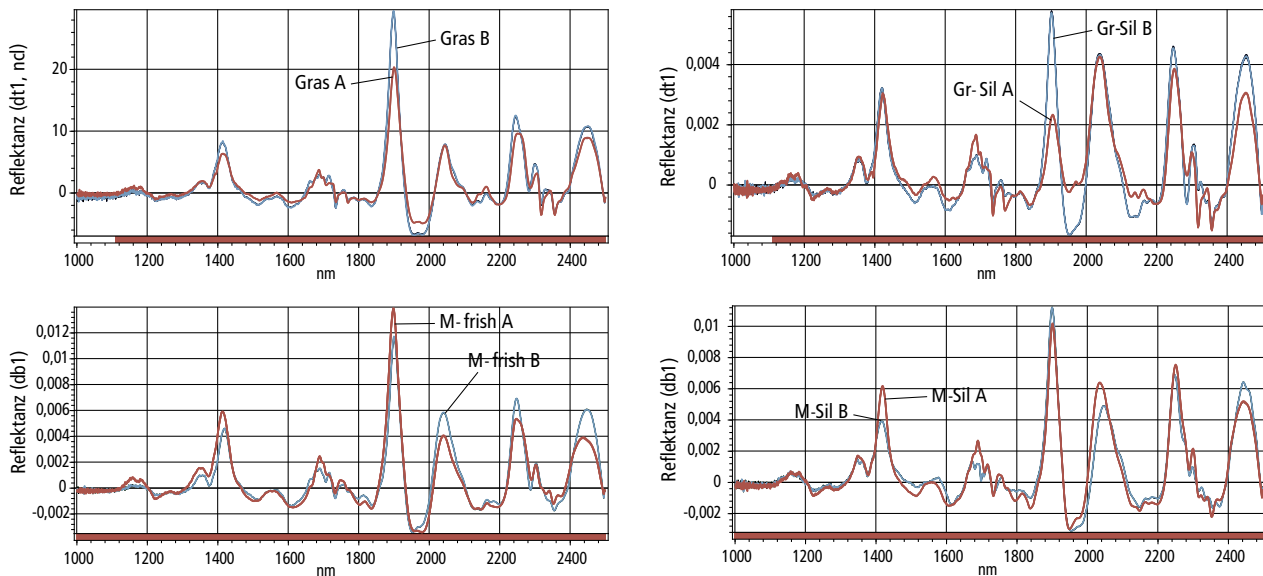 Reflektanz (dt1, ncl)
20
10
0
Gras B
Gras A
1000 1200 1400 1600 1800 2000 2200 2400
nm
Reflektanz (dt1)
0,004
0,002
0
Gr-Sil B
Gr- Sil A
1000 1200 1400 1600 1800 2000 2200 2400
nm
Reflektanz (db1)
0,012
0,01
0,008
0,006
0,004
0,002
0
-0,002
M- frish A
M- frish B
1000 1200 1400 1600 1800 2000 2200 2400
nm
Reflektanz (db1)
0,01
0,008
0,006
0,004
0,002
0
-0,002
M-Sil A
M-Sil B
1000 1200 1400 1600 1800 2000 2200 2400
nm